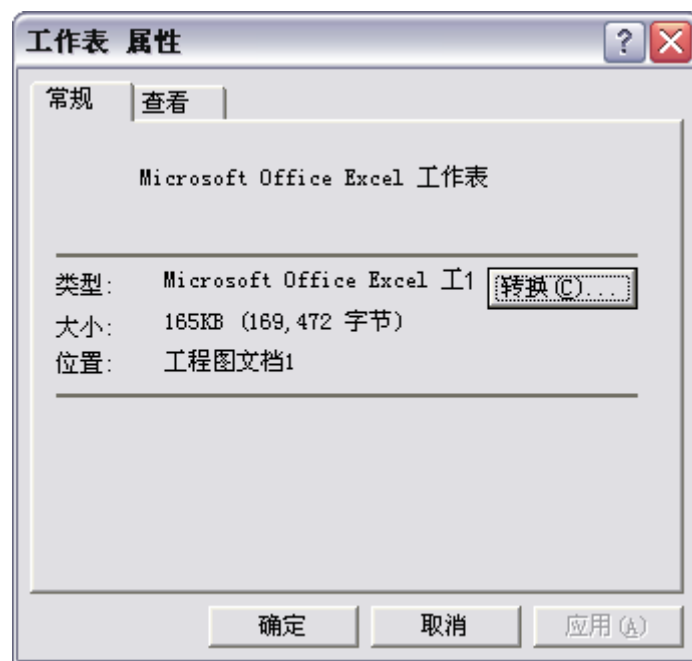 工作表 属性
常规 查看
Microsoft Office Excel 工作表
类型: Microsoft Office Excel 工1 转换(C)...
大小: 165KB (169,472 字节)
位置: 工程图文档1
确定 取消 应用(A)